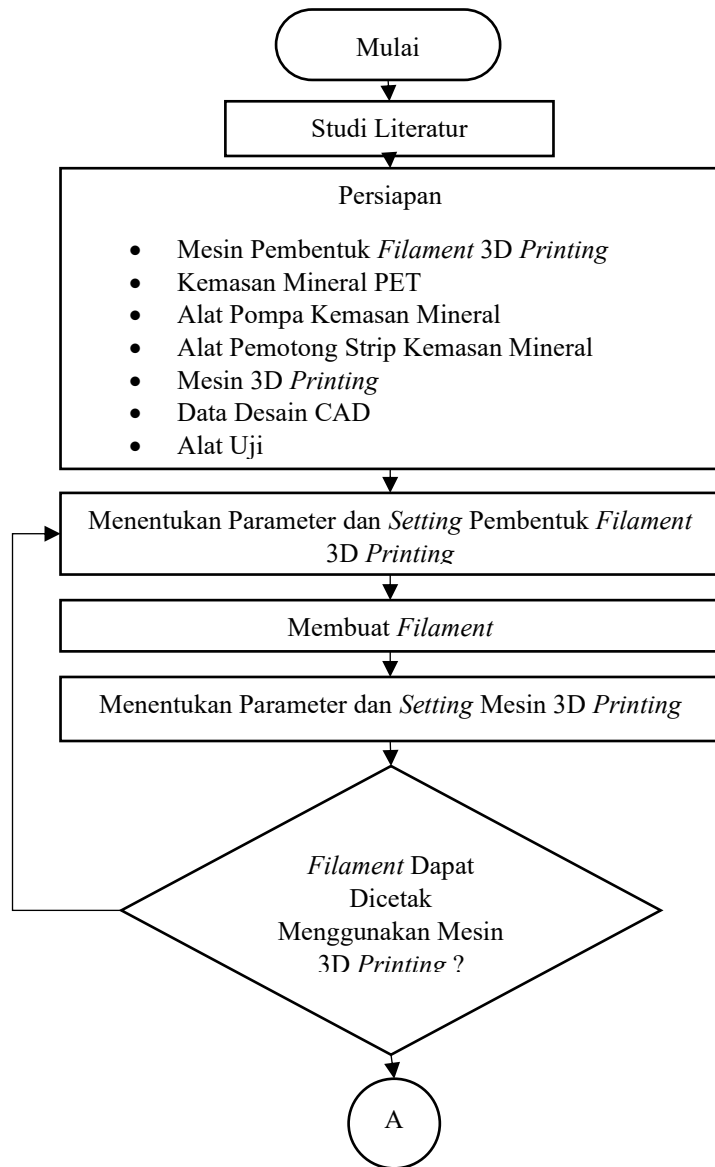 Mulai
Studi Literatur
Persiapan
• Mesin Pembentuk Filament 3D Printing
• Kemasan Mineral PET
• Alat Pompa Kemasan Mineral
• Alat Pemotong Strip Kemasan Mineral
• Mesin 3D Printing
• Data Desain CAD
• Alat Uji
Menentukan Parameter dan Setting Pembentuk Filament
3D Printing
Membuat Filament
Menentukan Parameter dan Setting Mesin 3D Printing
Filament Dapat
Dicetak
Menggunakan Mesin
3D Printing ?
A